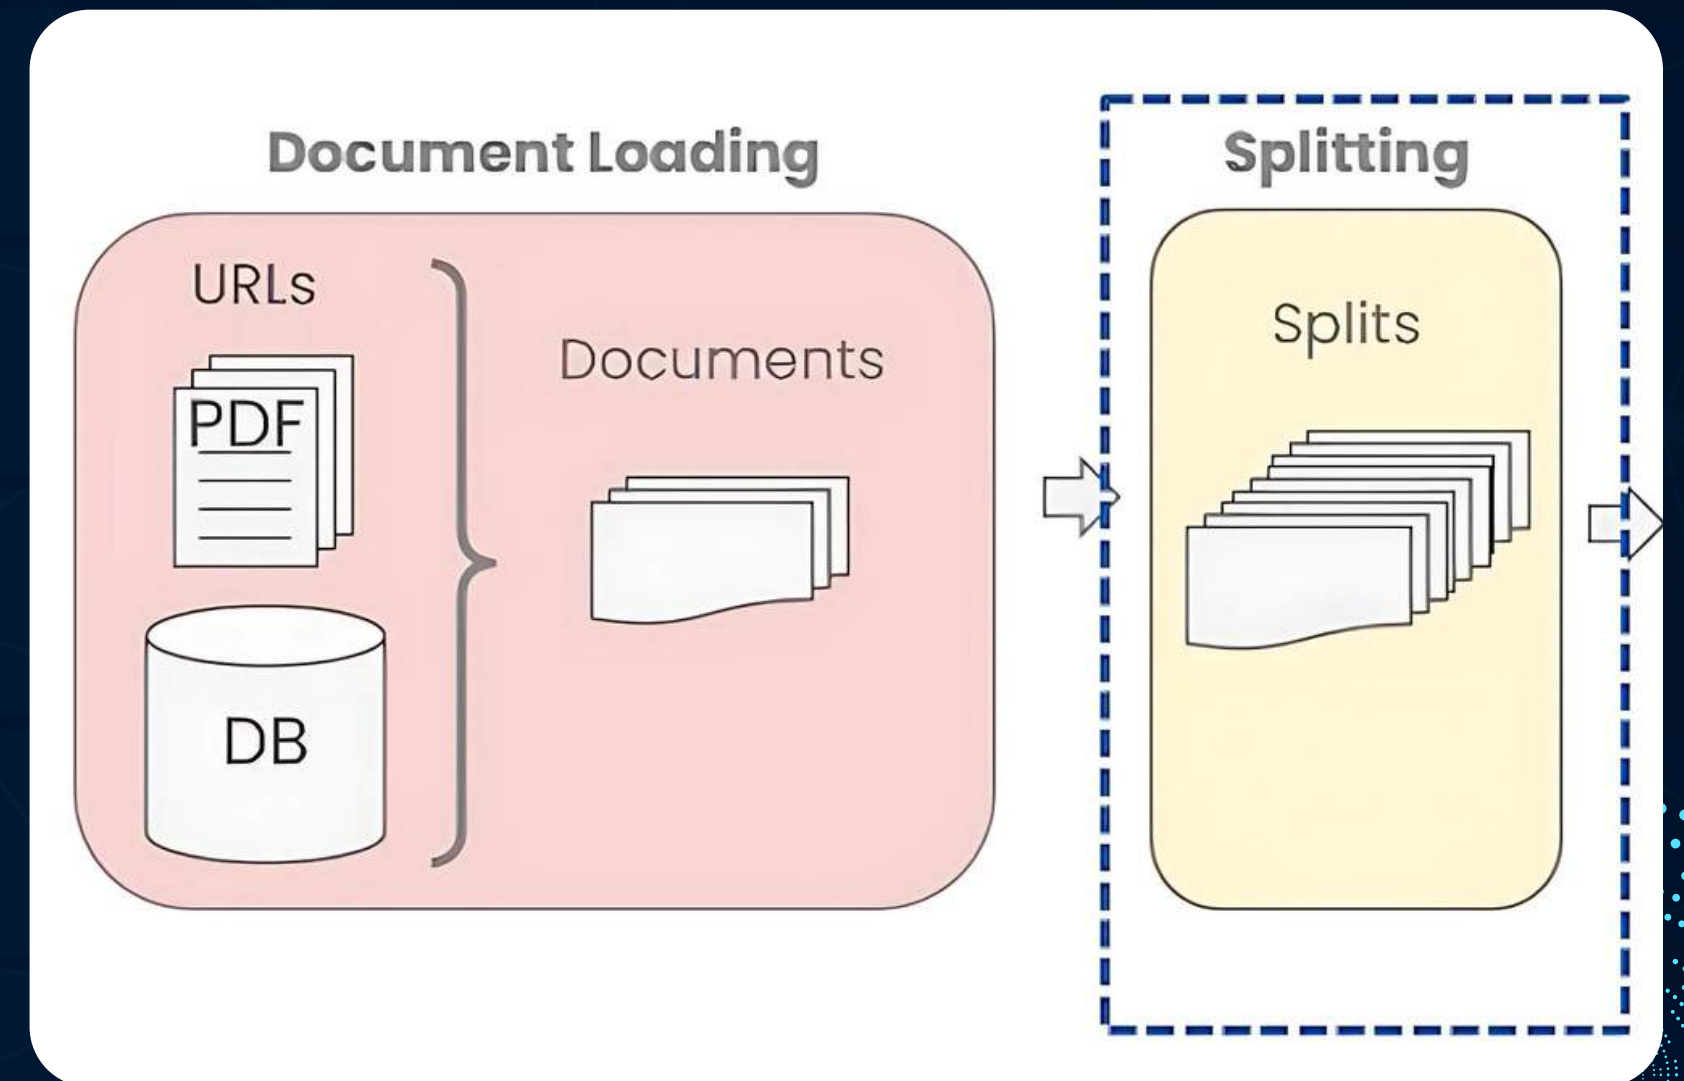 Document Loading
URLs
PDF
DB
Documents
Splitting
Splits